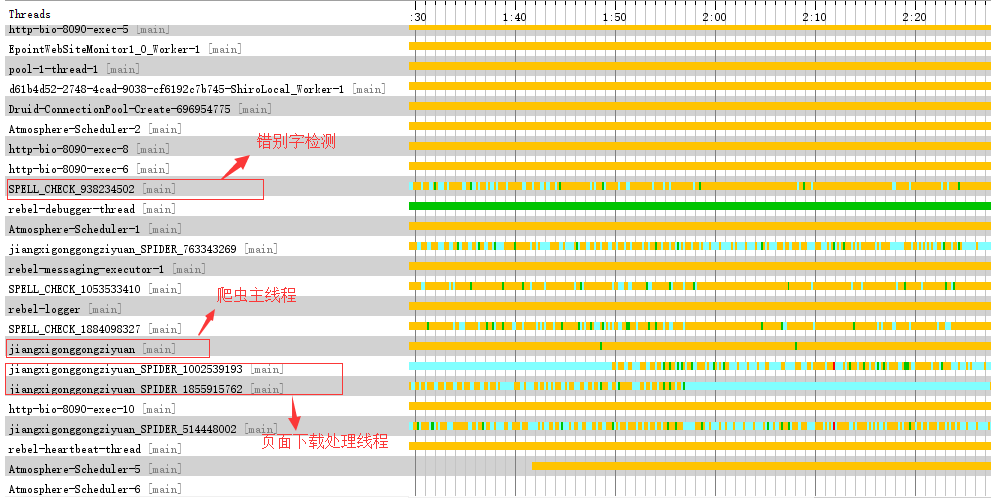 Threads
:30 1:40 1:50 2:00 2:10 2:20
http-bio-8090-exec-5 [main]
EpointWebSiteMonitor1_0_Worker-1 [main]
pool-1-thread-1 [main]
d61b4d52-2748-4cad-9038-cf6192c7b745-ShiroLocal_Worker-1 [main]
Druid-ConnectionPool-Create-696954775 [main]
Atmosphere-Scheduler-2 [main]
错别字检测
http-bio-8090-exec-8 [main]
http-bio-8090-exec-6 [main]
SPELL_CHECK_938234502 [main]
rebel-debugger-thread [main]
Atmosphere-Scheduler-1 [main]
jiangxigonggongziyuan_SPIDER_763343269 [main]
rebel-messaging-executor-1 [main]
SPELL_CHECK_1053533410 [main]
爬虫主线程
rebel-logger [main]
SPELL_CHECK_1884098327 [main]
jiangxigonggongziyuan [main]
jiangxigonggongziyuan_SPIDER_1002539193 [main]
jiangxigonggongziyuan_SPIDER_1855915762 [main]
http-bio-8090-exec-10 [main]
jiangxigonggongziyuan_SPIDER_514448002 [main]
页面下载处理线程
rebel-heartbeat-thread [main]
Atmosphere-Scheduler-5 [main]
Atmosphere-Scheduler-6 [main]